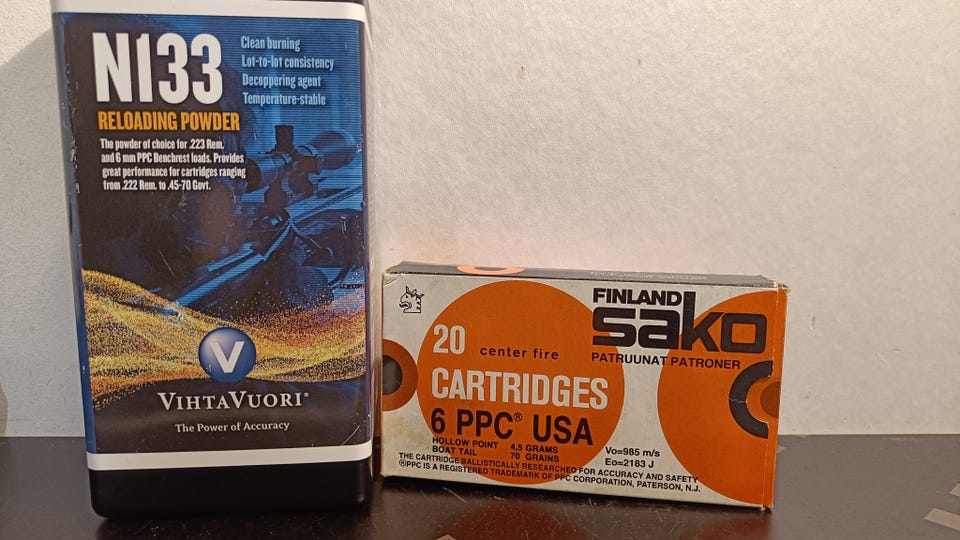 N133
Clean burning
Lot-to-lot consistency
Decoppering agent
Temperature-stable
RELOADING POWDER
The powder of choice for .223 Rem.
and 6 mm PPC Benchrest loads. Provides
great performance for cartridges ranging
from .222 Rem. to .45-70 Govt.
V
VIHTAVUORI®
The Power of Accuracy
FINLAND
sako
PATRUUNAT PATRONER
20 center fire
CARTRIDGES
6 PPC® USA
HOLLOW POINT 4,5 GRAMS
BOAT TAIL 70 GRAINS
Vo=985 m/s
Eo=2183 J
THE CARTRIDGE BALLISTICALLY RESEARCHED FOR ACCURACY AND SAFETY
®PPC IS A REGISTERED TRADEMARK OF PPC CORPORATION, PATERSON, N.J.